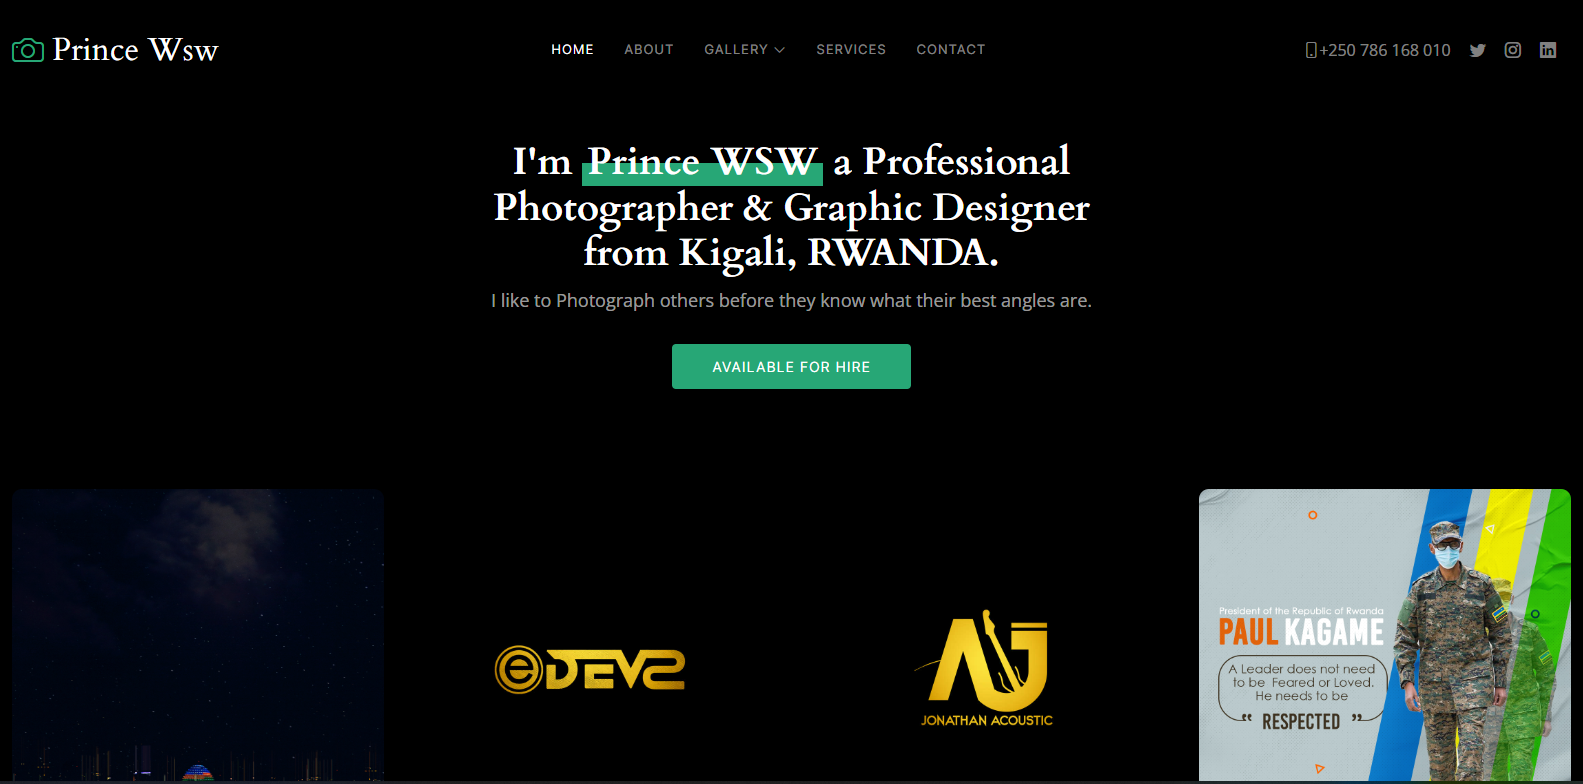 Prince Wsw
HOME ABOUT GALLERY SERVICES CONTACT
+250 786 168 010
I'm Prince WSW a Professional
Photographer & Graphic Designer
from Kigali, RWANDA.
I like to Photograph others before they know what their best angles are.
AVAILABLE FOR HIRE
e DEVS
AJ
JONATHAN ACOUSTIC
President of the Republic of Rwanda
PAUL KAGAME
A Leader does not need
to be Feared or Loved.
He needs to be
“ RESPECTED ”